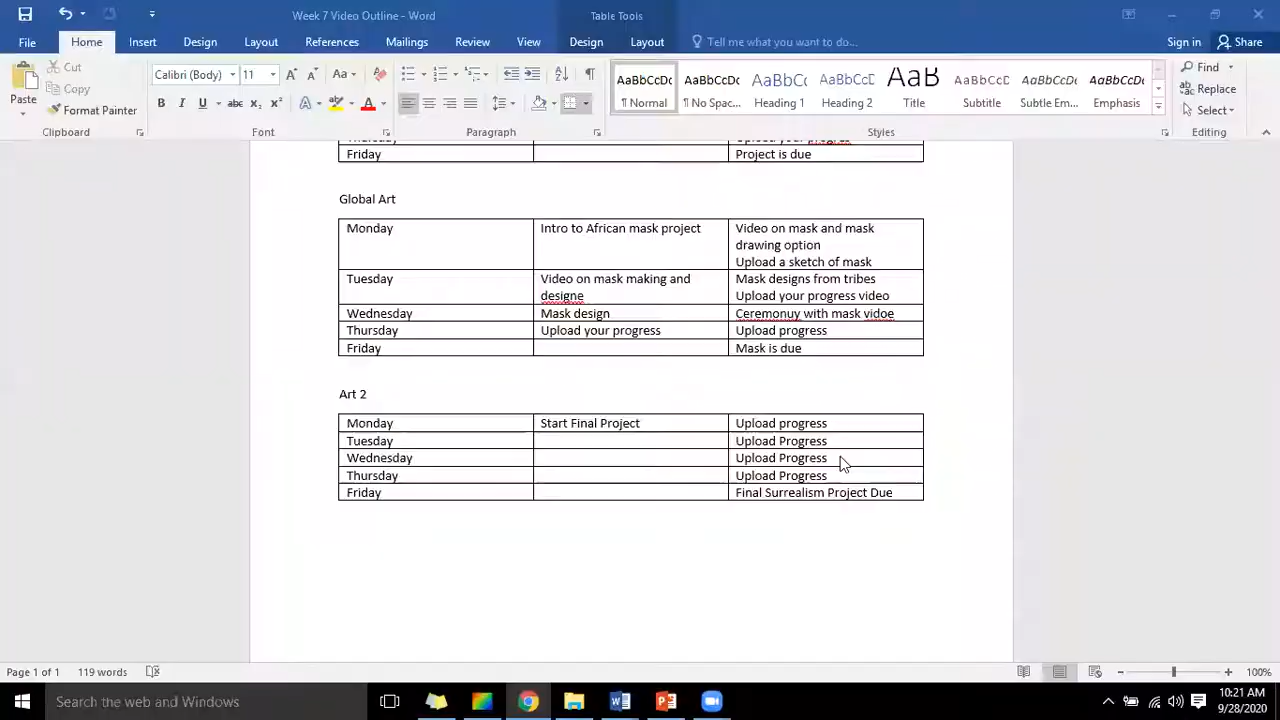 Week 7 Video Outline - Word
Table Tools
File Home Insert Design Layout References Mailings Review View Design Layout Tell me what you want to do... Sign in Share
Paste
Cut
Copy
Format Painter
Clipboard
Calibri (Body) 11
Font
Paragraph
AaBbCcDc AaBbCcDc AaBbCc AaBbCcD AaB AaBbCcD AaBbCcDc AaBbCcDc
¶ Normal ¶ No Spac... Heading 1 Heading 2 Title Subtitle Subtle Em... Emphasis
Styles
Find
Replace
Select
Editing
Thursday Upload your progres
Friday Project is due
Global Art
Monday Intro to African mask project Video on mask and mask
drawing option
Upload a sketch of mask
Tuesday Video on mask making and Mask designs from tribes
designe Upload your progress video
Wednesday Mask design Ceremonuy with mask vidoe
Thursday Upload your progress Upload progress
Friday Mask is due
Art 2
Monday Start Final Project Upload progress
Tuesday Upload Progress
Wednesday Upload Progress
Thursday Upload Progress
Friday Final Surrealism Project Due
Page 1 of 1 119 words 100%
Search the web and Windows
10:21 AM
9/28/2020